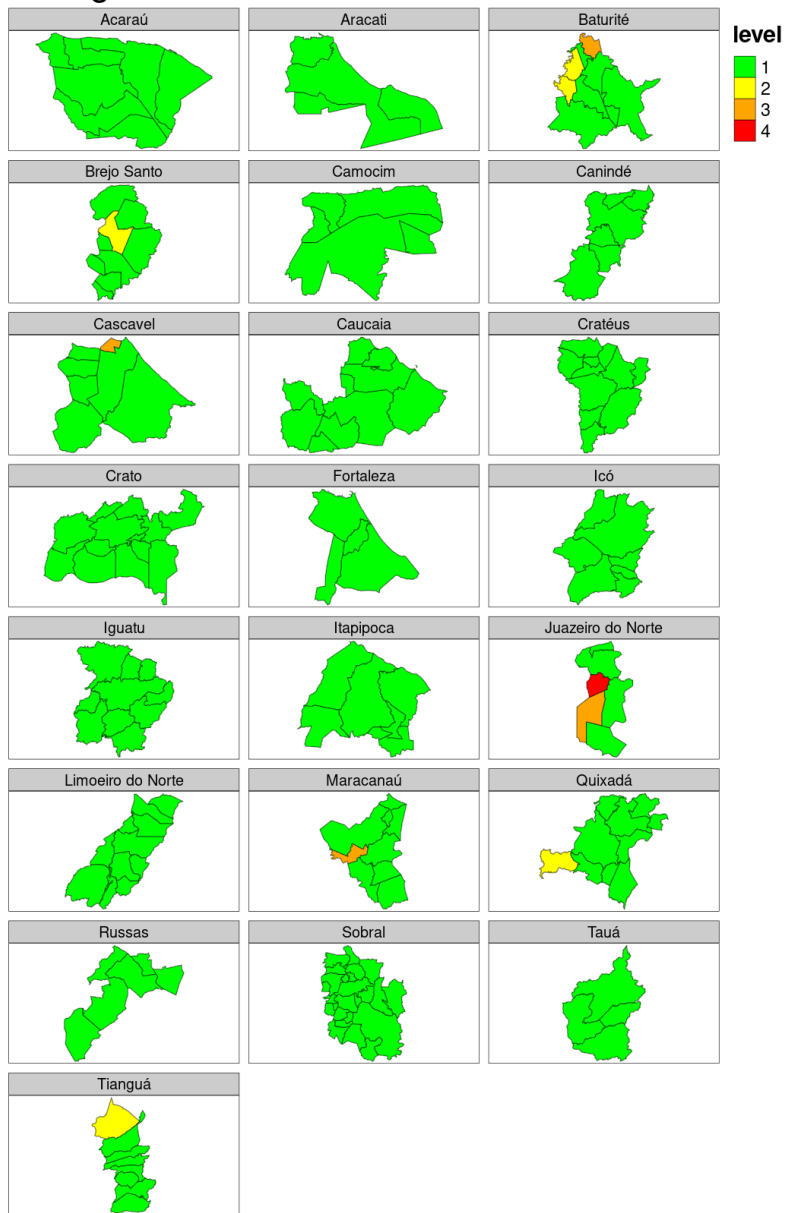 Acaraú
Aracati
Baturité
level
1
2
3
4
Brejo Santo
Camocim
Canindé
Cascavel
Caucaia
Cratéus
Crato
Fortaleza
Icó
Iguatu
Itapipoca
Juazeiro do Norte
Limoeiro do Norte
Maracanaú
Quixadá
Russas
Sobral
Tauá
Tianguá